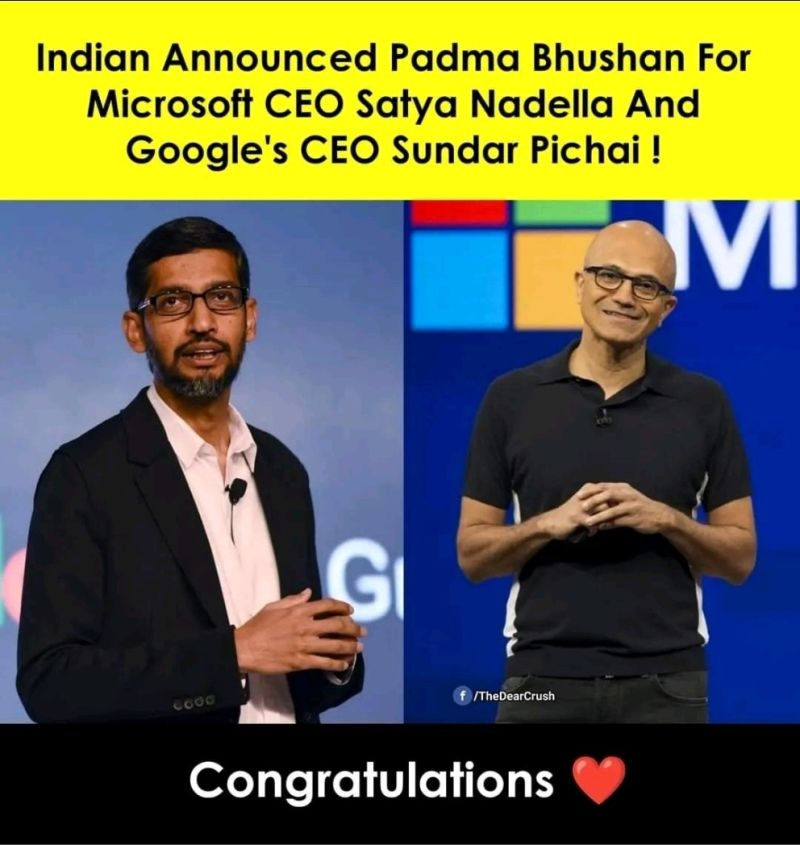 Indian Announced Padma Bhushan For
Microsoft CEO Satya Nadella And
Google's CEO Sundar Pichai !
M
G
f /TheDearCrush
Congratulations ❤️